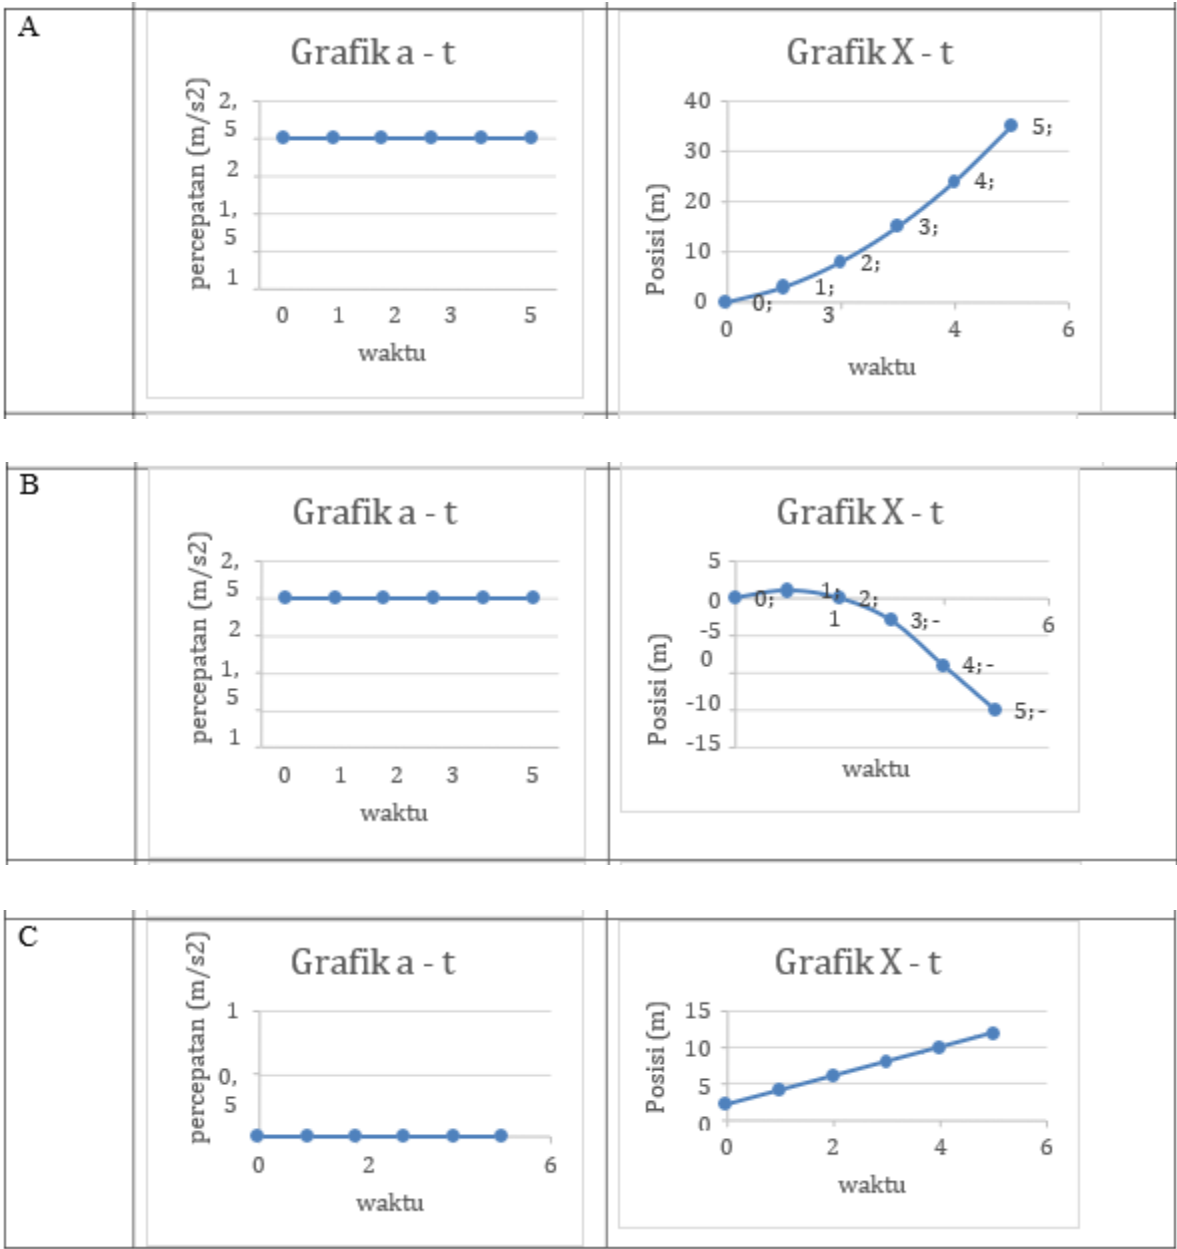 A
Grafik a - t
percepatan (m/s2)
2,
5
2
1,
5
1
0 1 2 3 5
waktu
Grafik X - t
Posisi (m)
40
30
20
10
0
0;
1;
3
2;
3;
4;
5;
0 4 6
waktu
B
Grafik a - t
percepatan (m/s2)
2,
5
2
1,
5
1
0 1 2 3 5
waktu
Grafik X - t
Posisi (m)
5
0
-5
0
-10
-15
0;
1;
1
2;
3;-
4;-
5;-
6
waktu
C
Grafik a - t
percepatan (m/s2)
1
0,
5
0 2 6
waktu
Grafik X - t
Posisi (m)
15
10
5
0
0 2 4 6
waktu